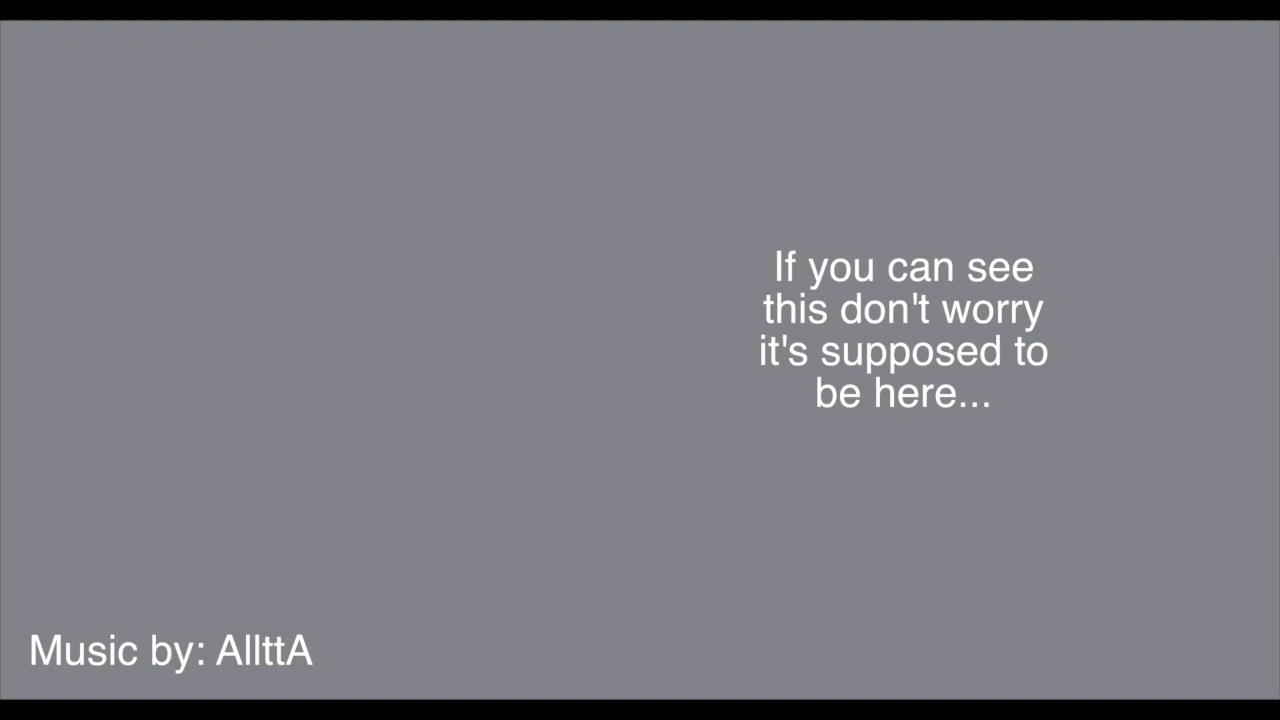 If you can see
this don't worry
it's supposed to
be here...
Music by: AllttA